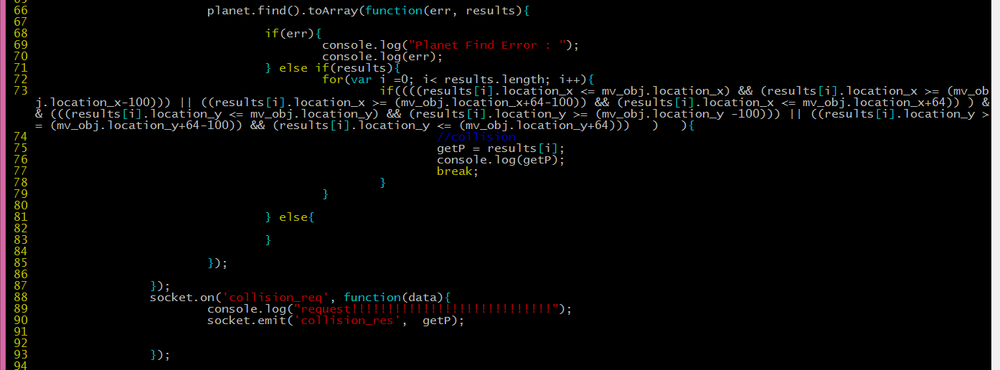 66 planet.find().toArray(function(err, results){
67
68 if(err){
69 console.log("Planet Find Error : ");
70 console.log(err);
71 } else if(results){
72 for(var i =0; i< results.length; i++){
73 if((((results[i].location_x <= mv_obj.location_x) && (results[i].location_x >= (mv_ob
j.location_x-100))) || ((results[i].location_x >= (mv_obj.location_x+64-100)) && (results[i].location_x <= mv_obj.location_x+64)) ) &
& (((results[i].location_y <= mv_obj.location_y) && (results[i].location_y >= (mv_obj.location_y -100))) || ((results[i].location_y >
= (mv_obj.location_y+64-100)) && (results[i].location_y <= (mv_obj.location_y+64))) ) ){
74 //collision
75 getP = results[i];
76 console.log(getP);
77 break;
78 }
79 }
80
81 } else{
82
83 }
84
85 });
86
87 });
88 socket.on('collision_req', function(data){
89 console.log("request!!!!!!!!!!!!!!!!!!!!!!!!!!!!");
90 socket.emit('collision_res', getP);
91
92
93 });
94